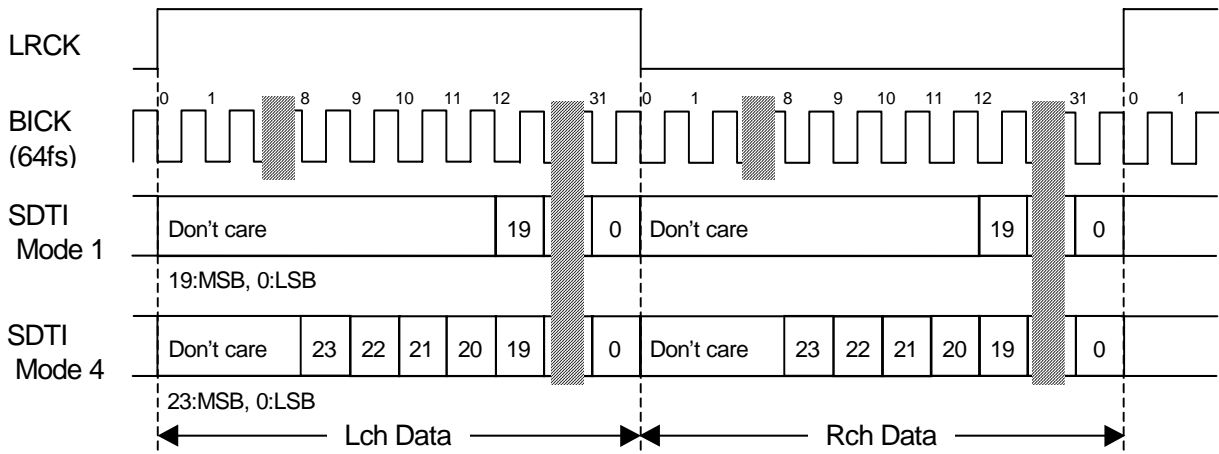 LRCK
BICK
(64fs)
0 1 8 9 10 11 12 31 0 1 8 9 10 11 12 31 0 1
SDTI
Mode 1
Don't care 19 0 Don't care 19 0
19:MSB, 0:LSB
SDTI
Mode 4
Don't care 23 22 21 20 19 0 Don't care 23 22 21 20 19 0
23:MSB, 0:LSB
Lch Data Rch Data